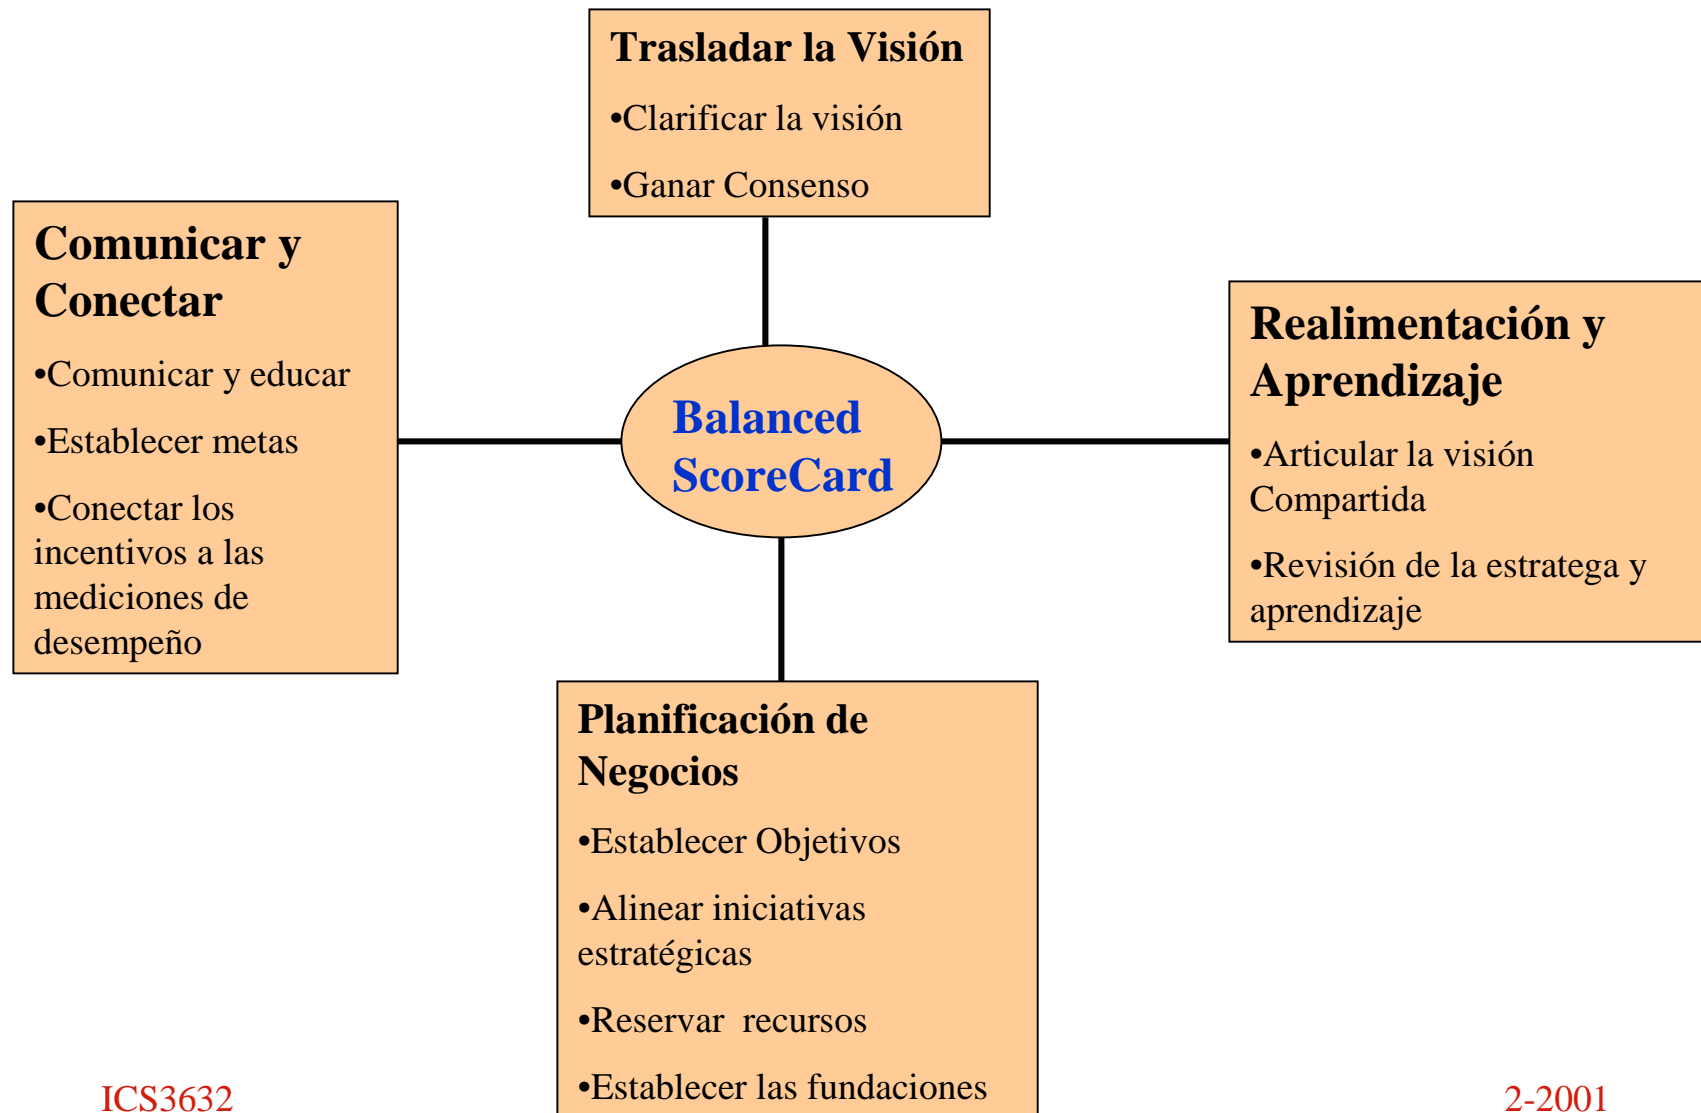 Trasladar la Visión
•Clarificar la visión
•Ganar Consenso
Comunicar y
Conectar
•Comunicar y educar
•Establecer metas
•Conectar los
incentivos a las
mediciones de
desempeño
Balanced
ScoreCard
Realimentación y
Aprendizaje
•Articular la visión
Compartida
•Revisión de la estratega y
aprendizaje
Planificación de
Negocios
•Establecer Objetivos
•Alinear iniciativas
estratégicas
•Reservar recursos
•Establecer las fundaciones
ICS3632
2-2001